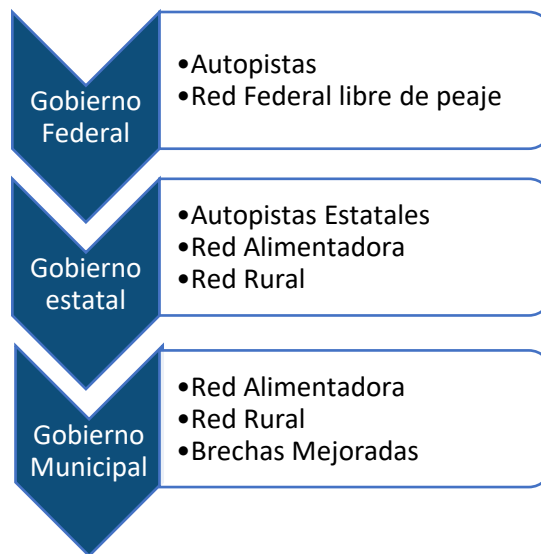 Gobierno
Federal
•Autopistas
•Red Federal libre de peaje
Gobierno
estatal
•Autopistas Estatales
•Red Alimentadora
•Red Rural
Gobierno
Municipal
•Red Alimentadora
•Red Rural
•Brechas Mejoradas